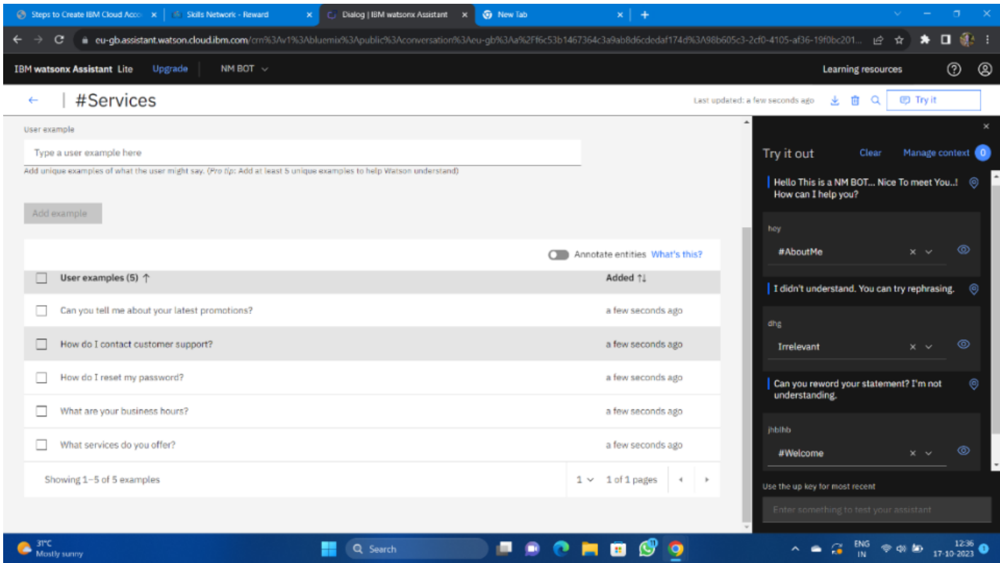 Steps to Create IBM Cloud Acco
Skills Network - Reward
Dialog | IBM watsonx Assistant
New Tab
eu-gb.assistant.watson.cloud.ibm.com/crn%3Av1%3Abluemix%3Apublic%3Aconversation%3Aeu-gb%3Aa%2Ff6c53b1467364c3a9ab8d6cdedaf174d%3A98b605c3-2cf0-4105-af36-19f0bc201...
IBM watsonx Assistant Lite Upgrade NM BOT Learning resources
#Services
Last updated: a few seconds ago
Try it
User example
Type a user example here
Add unique examples of what the user might say. (Pro tip: Add at least 5 unique examples to help Watson understand)
Add example
Annotate entities What's this?
User examples (5) ↑ Added ↑↓
Can you tell me about your latest promotions? a few seconds ago
How do I contact customer support? a few seconds ago
How do I reset my password? a few seconds ago
What are your business hours? a few seconds ago
What services do you offer? a few seconds ago
Showing 1–5 of 5 examples 1 1 of 1 pages
Try it out Clear Manage context 0
Hello This is a NM BOT... Nice To meet You..!
How can I help you?
hey
#AboutMe
I didn't understand. You can try rephrasing.
dhg
Irrelevant
Can you reword your statement? I'm not
understanding.
jhblhb
#Welcome
Use the up key for most recent
Enter something to test your assistant
31°C
Mostly sunny
Search
ENG
IN
12:36
17-10-2023
1